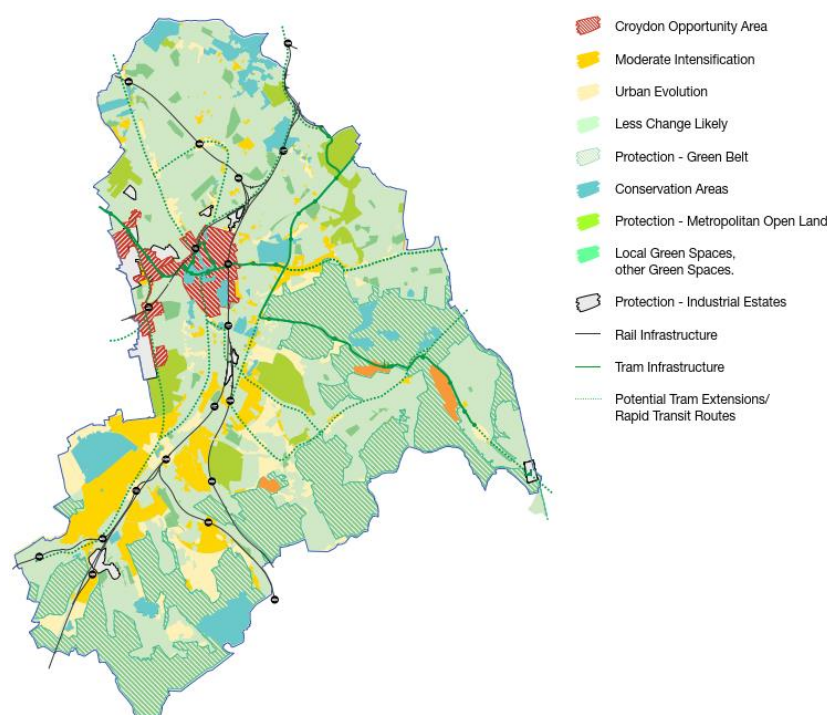 Croydon Opportunity Area
Moderate Intensification
Urban Evolution
Less Change Likely
Protection - Green Belt
Conservation Areas
Protection - Metropolitan Open Land
Local Green Spaces,
other Green Spaces.
Protection - Industrial Estates
Rail Infrastructure
Tram Infrastructure
Potential Tram Extensions/
Rapid Transit Routes